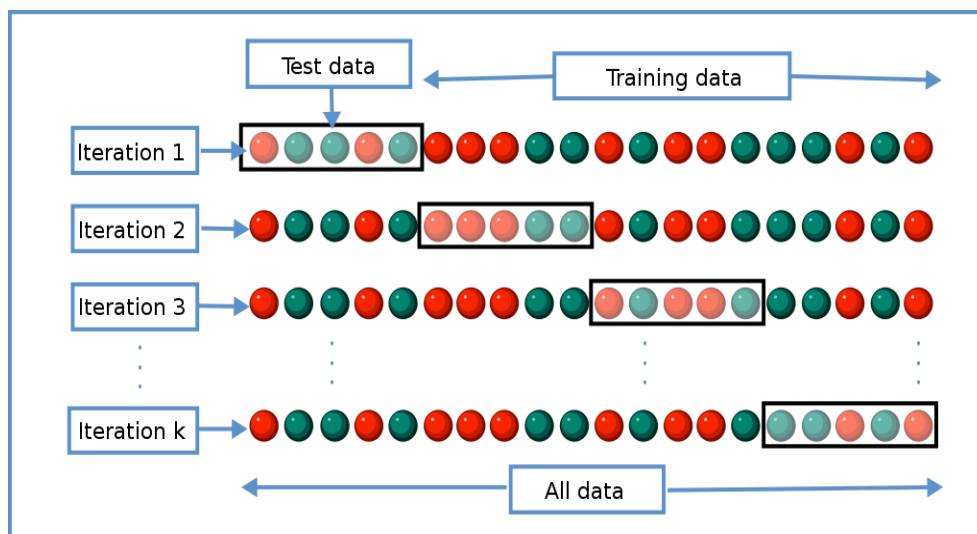 Test data
Training data
Iteration 1
Iteration 2
Iteration 3
Iteration k
All data